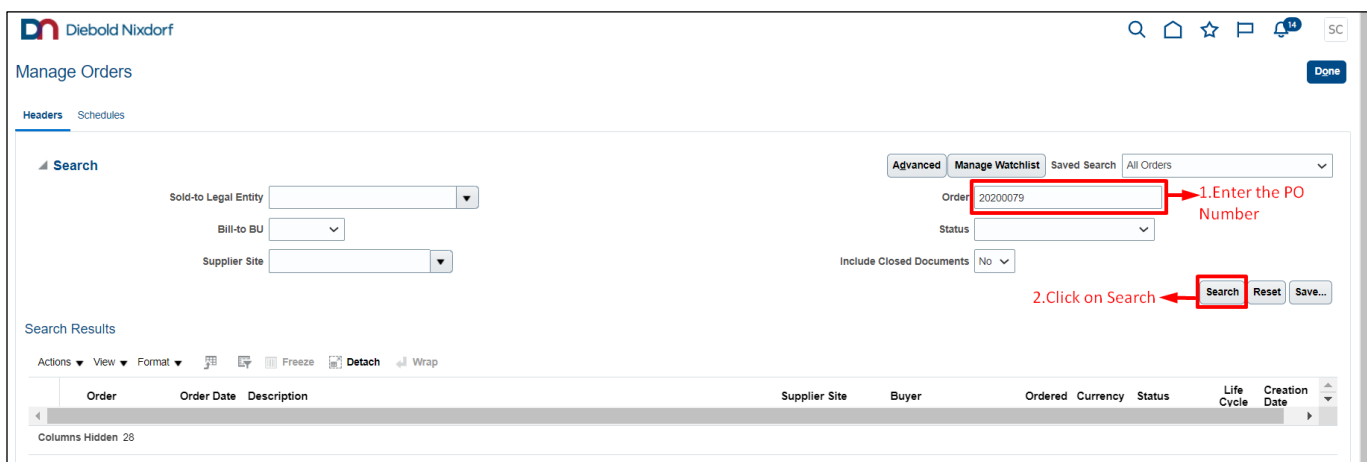 DN Diebold Nixdorf
14
SC
Manage Orders
Done
Headers Schedules
Search
Advanced Manage Watchlist Saved Search All Orders
Sold-to Legal Entity
Order 20200079
1.Enter the PO
Number
Bill-to BU
Status
Supplier Site
Include Closed Documents No
2.Click on Search
Search Reset Save...
Search Results
Actions View Format Freeze Detach Wrap
Order Order Date Description Supplier Site Buyer Ordered Currency Status Life Cycle Creation Date
Columns Hidden 28